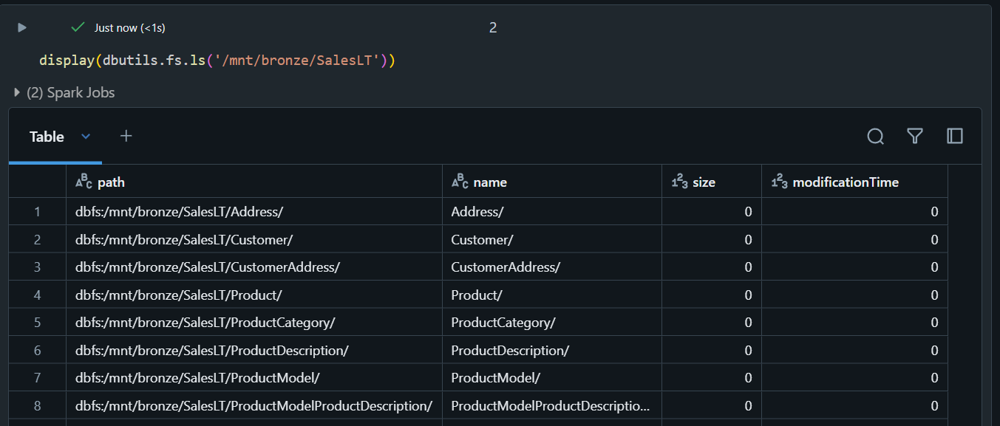 Just now (<1s)
2
display(dbutils.fs.ls('/mnt/bronze/SalesLT'))
(2) Spark Jobs
Table
path name size modificationTime
1 dbfs:/mnt/bronze/SalesLT/Address/ Address/ 0 0
2 dbfs:/mnt/bronze/SalesLT/Customer/ Customer/ 0 0
3 dbfs:/mnt/bronze/SalesLT/CustomerAddress/ CustomerAddress/ 0 0
4 dbfs:/mnt/bronze/SalesLT/Product/ Product/ 0 0
5 dbfs:/mnt/bronze/SalesLT/ProductCategory/ ProductCategory/ 0 0
6 dbfs:/mnt/bronze/SalesLT/ProductDescription/ ProductDescription/ 0 0
7 dbfs:/mnt/bronze/SalesLT/ProductModel/ ProductModel/ 0 0
8 dbfs:/mnt/bronze/SalesLT/ProductModelProductDescription/ ProductModelProductDescriptio... 0 0